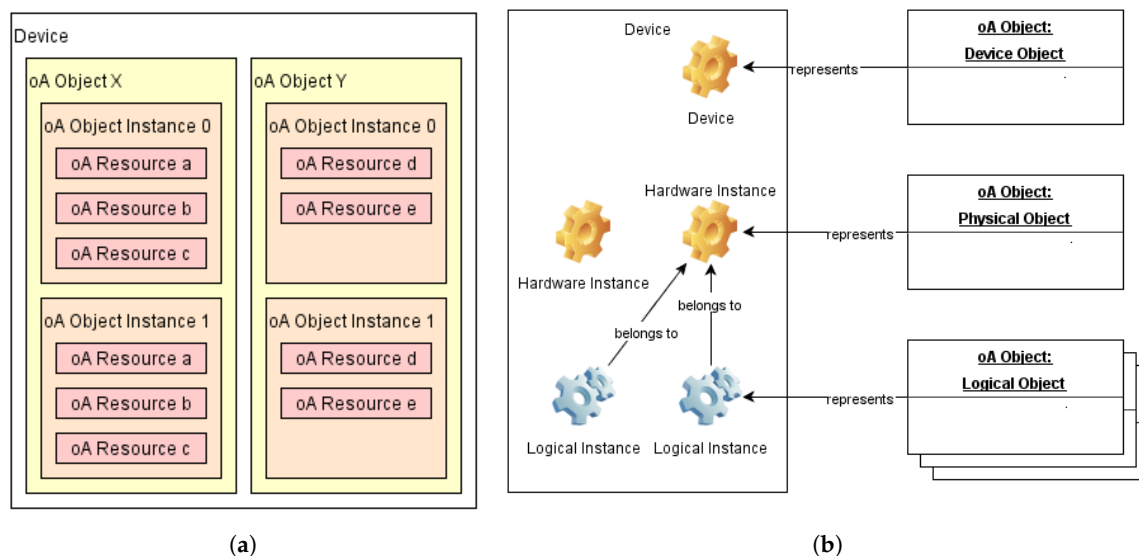 Device
oA Object X
oA Object Instance 0
oA Resource a
oA Resource b
oA Resource c
oA Object Instance 1
oA Resource a
oA Resource b
oA Resource c
oA Object Y
oA Object Instance 0
oA Resource d
oA Resource e
oA Object Instance 1
oA Resource d
oA Resource e
(a)
Device
Device
represents
oA Object:
Device Object
Hardware Instance
Hardware Instance
represents
oA Object:
Physical Object
belongs to
belongs to
Logical Instance
Logical Instance
represents
oA Object:
Logical Object
(b)